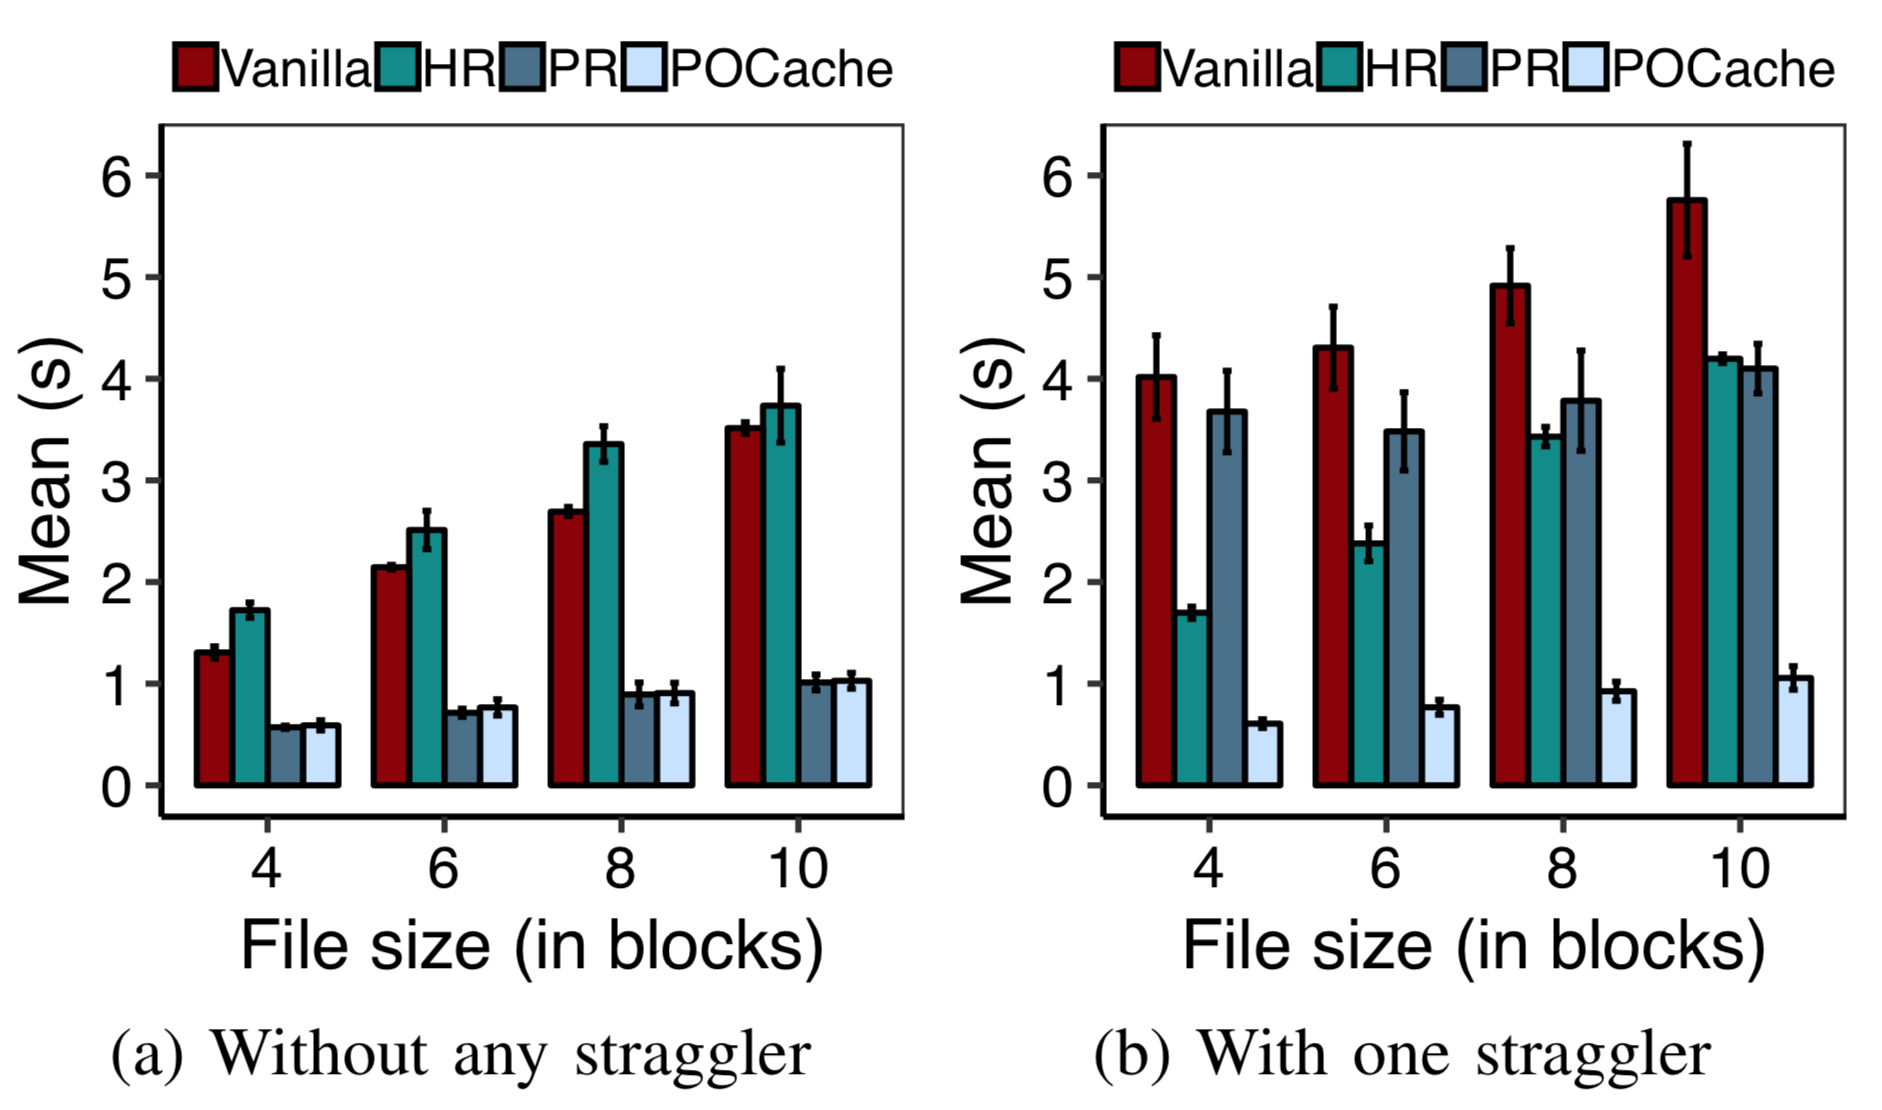 Vanilla HR PR POCache
6
5
4
3
2
1
0
Mean (s)
4 6 8 10
File size (in blocks)
(a) Without any straggler
Vanilla HR PR POCache
6
5
4
3
2
1
0
Mean (s)
4 6 8 10
File size (in blocks)
(b) With one straggler